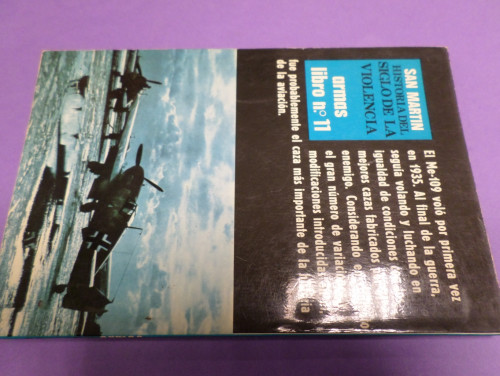 SAN MARTIN
HISTORIA DEL
SIGLO DE LA
VIOLENCIA
armas
libro nº 11
El Me-109 voló por primera vez
en 1935. Al final de la guerra,
seguía volando y luchando en
igualdad de condiciones
mejores cazas fabricados
enemigo. Considerando
el gran número de
modificaciones
fue probablemente el caza más importante de la
de la aviación.